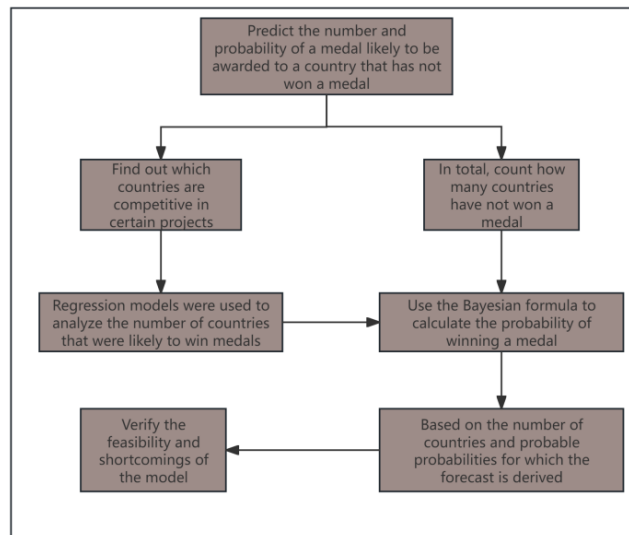 Predict the number and
probability of a medal likely to be
awarded to a country that has not
won a medal
Find out which
countries are
competitive in
certain projects
In total, count how
many countries
have not won a
medal
Regression models were used to
analyze the number of countries
that were likely to win medals
Use the Bayesian formula to
calculate the probability of
winning a medal
Verify the
feasibility and
shortcomings of
the model
Based on the number of
countries and probable
probabilities for which the
forecast is derived